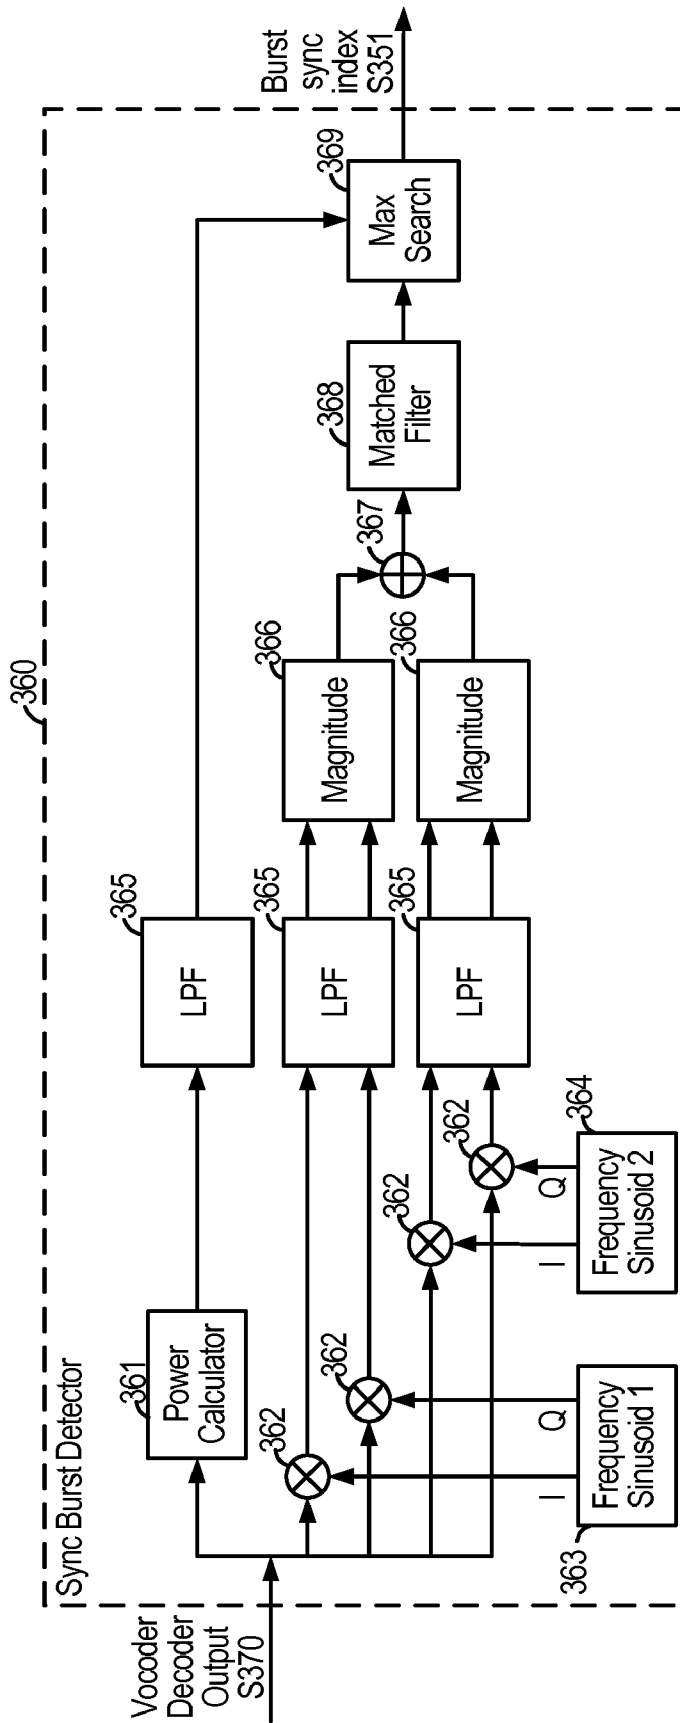 360
Sync Burst Detector
Vocoder
Decoder
Output
S370
361
Power
Calculator
365
LPF
362
362
362
362
363
Frequency
Sinusoid 1
I
Q
364
Frequency
Sinusoid 2
I
Q
365
LPF
365
LPF
366
Magnitude
366
Magnitude
367
368
Matched
Filter
369
Max
Search
Burst
sync
index
S351